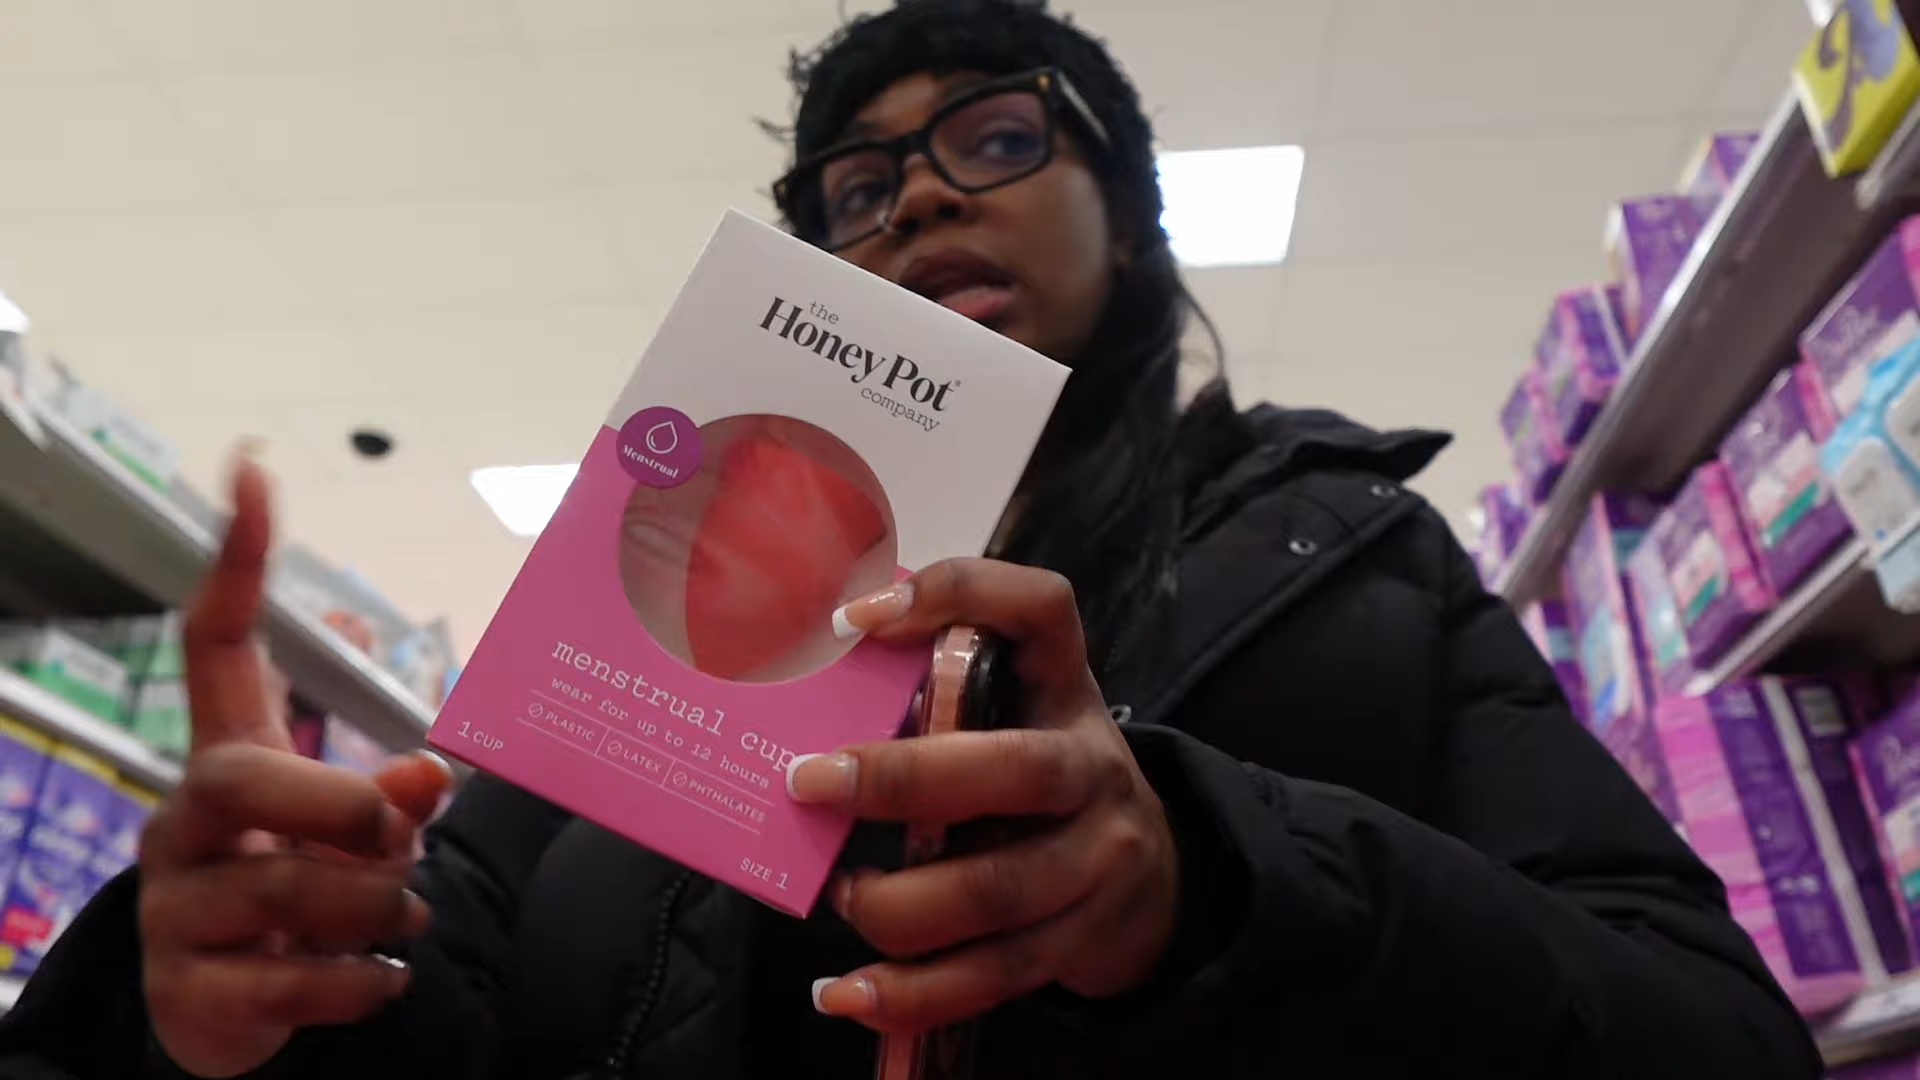 the
Honey Pot®
company
Menstrual
menstrual cup
wear for up to 12 hours
PLASTIC
LATEX
PHTHALATES
1 CUP
SIZE 1